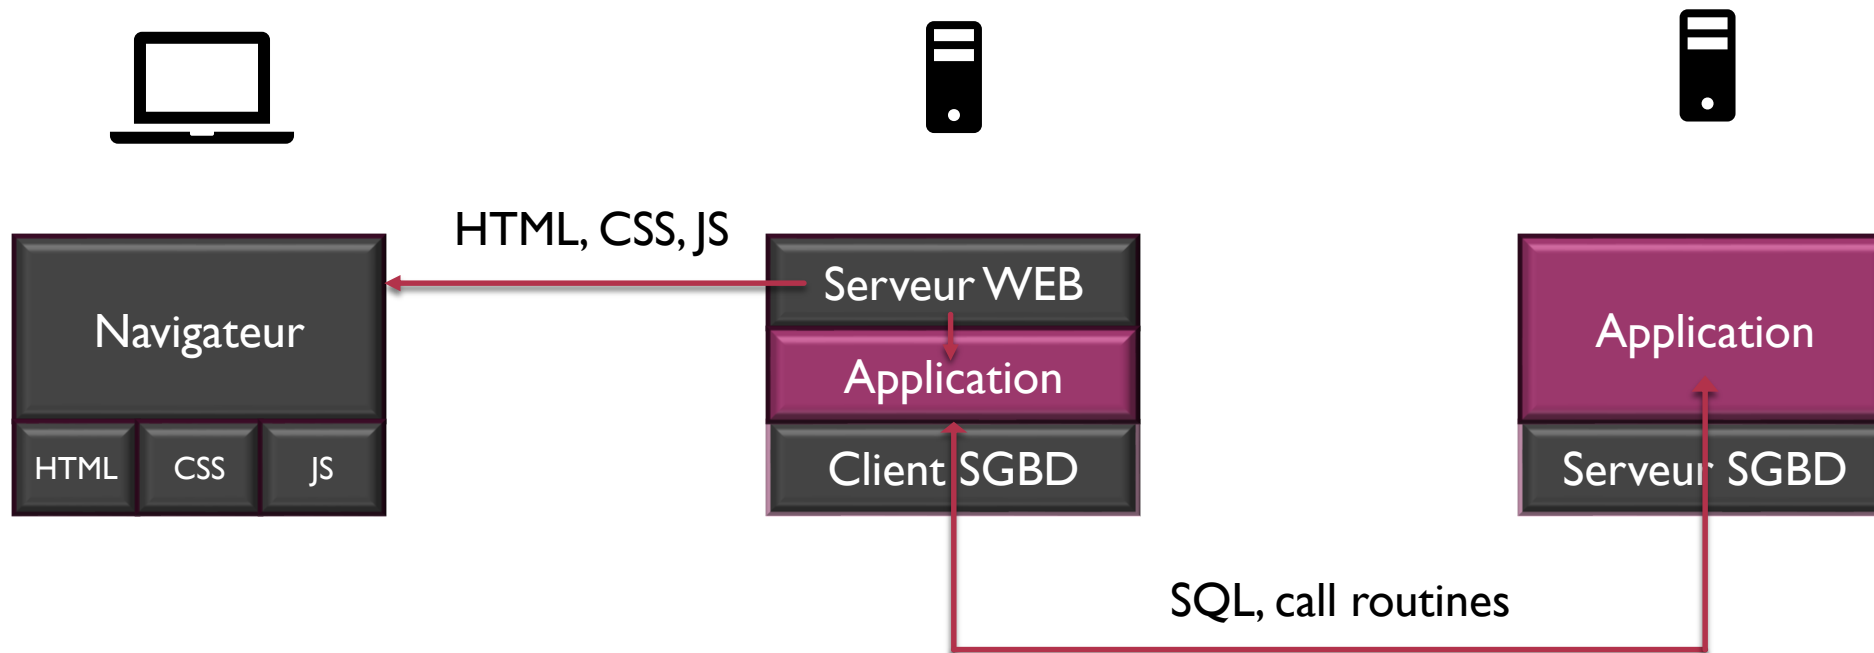 HTML, CSS, JS
Navigateur
HTML
CSS
JS
Serveur WEB
Application
Client SGBD
Application
Serveur SGBD
SQL, call routines